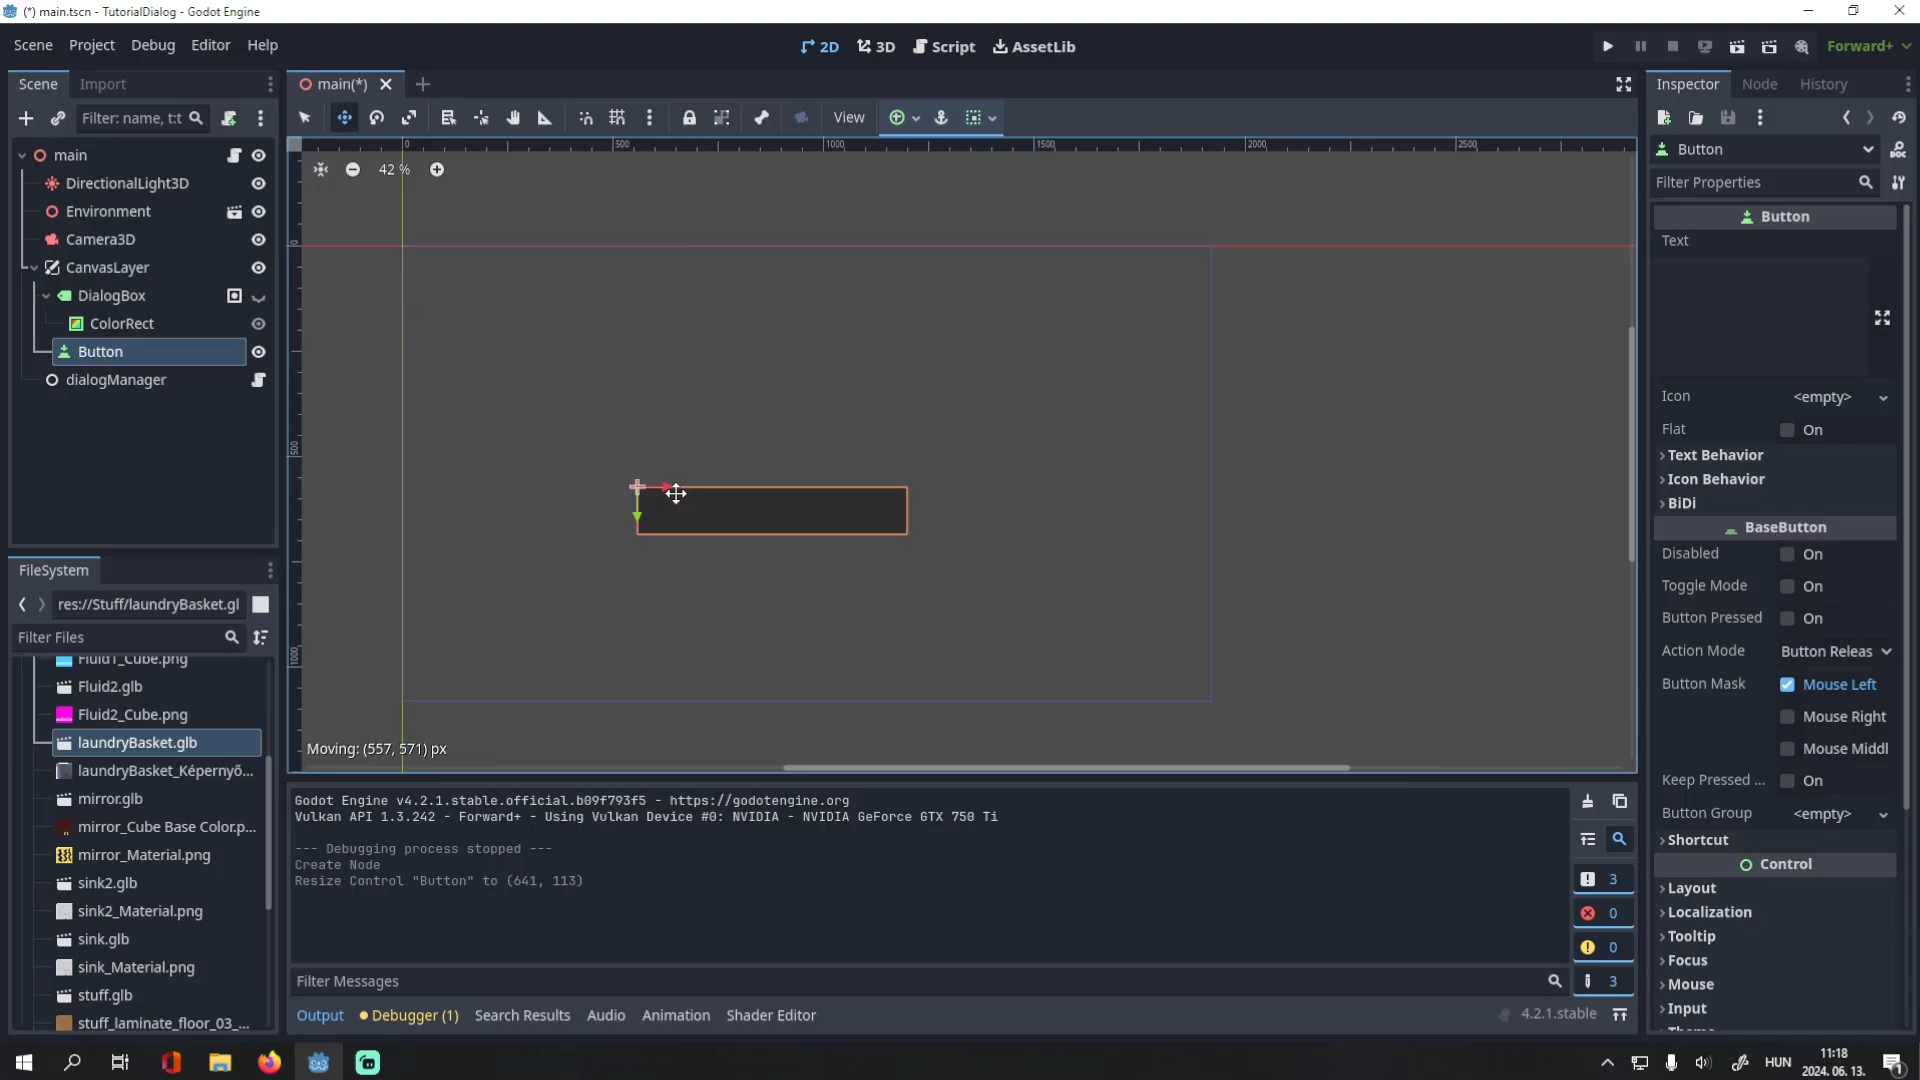 (*) main.tscn - TutorialDialog - Godot Engine
Scene Project Debug Editor Help
2D 3D Script AssetLib
Forward+
Scene Import
main(*)
Inspector Node History
Filter: name, t:t
View
Button
Filter Properties
main
DirectionalLight3D
Environment
Camera3D
CanvasLayer
DialogBox
ColorRect
Button
dialogManager
0 500 1000 1500 2000 2500
42 %
0
500
1000
Moving: (557, 571) px
Button
Text
Icon <empty>
Flat On
Text Behavior
Icon Behavior
BiDi
BaseButton
Disabled On
Toggle Mode On
Button Pressed On
Action Mode Button Releas
Button Mask Mouse Left
Mouse Right
Mouse Middl
Keep Pressed ... On
Button Group <empty>
Shortcut
Control
Layout
Localization
Tooltip
Focus
Mouse
Input
FileSystem
res://Stuff/laundryBasket.gl
Filter Files
Fluid1_Cube.png
Fluid2.glb
Fluid2_Cube.png
laundryBasket.glb
laundryBasket_Képernyő...
mirror.glb
mirror_Cube Base Color.p...
mirror_Material.png
sink2.glb
sink2_Material.png
sink.glb
sink_Material.png
stuff.glb
stuff_laminate_floor_03_...
Godot Engine v4.2.1.stable.official.b09f793f5 - https://godotengine.org
Vulkan API 1.3.242 - Forward+ - Using Vulkan Device #0: NVIDIA - NVIDIA GeForce GTX 750 Ti
--- Debugging process stopped ---
Create Node
Resize Control "Button" to (641, 113)
3
0
0
3
Filter Messages
Output Debugger (1) Search Results Audio Animation Shader Editor
4.2.1.stable
HUN
11:18
2024. 06. 13.
1